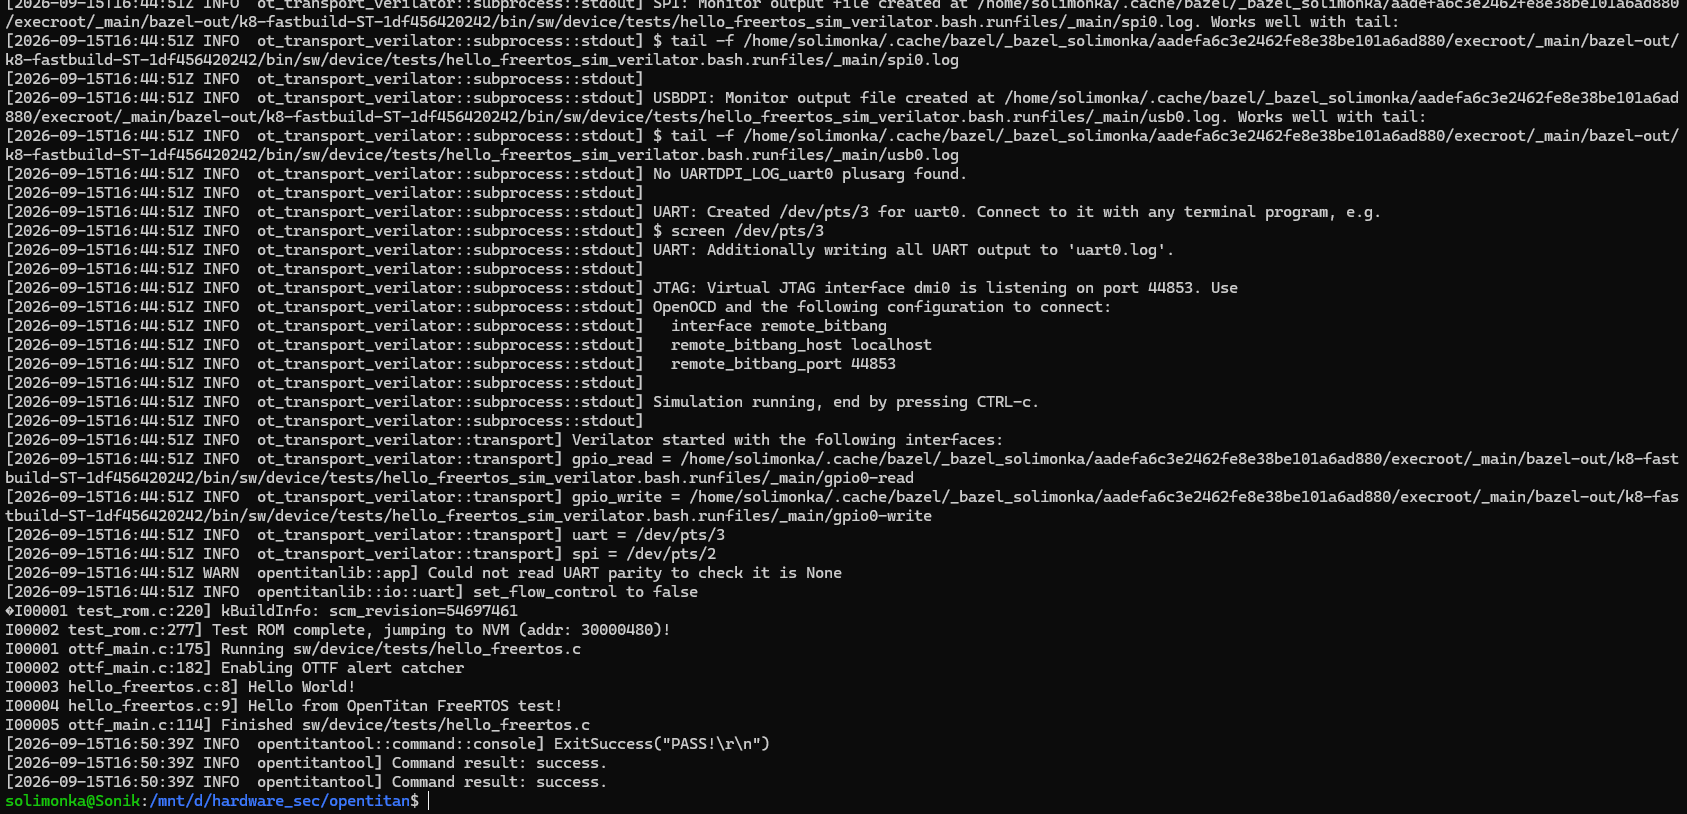 [2026-09-15T16:44:51Z INFO  ot_transport_verilator::subprocess::stdout] SPI: Monitor output file created at /home/solimonka/.cache/bazel/_bazel_solimonka/aadefa6c3e2462fe8e38be101a6ad880
/execroot/_main/bazel-out/k8-fastbuild-ST-1df456420242/bin/sw/device/tests/hello_freertos_sim_verilator.bash.runfiles/_main/spi0.log. Works well with tail:
[2026-09-15T16:44:51Z INFO  ot_transport_verilator::subprocess::stdout] $ tail -f /home/solimonka/.cache/bazel/_bazel_solimonka/aadefa6c3e2462fe8e38be101a6ad880/execroot/_main/bazel-out/
k8-fastbuild-ST-1df456420242/bin/sw/device/tests/hello_freertos_sim_verilator.bash.runfiles/_main/spi0.log
[2026-09-15T16:44:51Z INFO  ot_transport_verilator::subprocess::stdout]
[2026-09-15T16:44:51Z INFO  ot_transport_verilator::subprocess::stdout] USBDPI: Monitor output file created at /home/solimonka/.cache/bazel/_bazel_solimonka/aadefa6c3e2462fe8e38be101a6ad
880/execroot/_main/bazel-out/k8-fastbuild-ST-1df456420242/bin/sw/device/tests/hello_freertos_sim_verilator.bash.runfiles/_main/usb0.log. Works well with tail:
[2026-09-15T16:44:51Z INFO  ot_transport_verilator::subprocess::stdout] $ tail -f /home/solimonka/.cache/bazel/_bazel_solimonka/aadefa6c3e2462fe8e38be101a6ad880/execroot/_main/bazel-out/
k8-fastbuild-ST-1df456420242/bin/sw/device/tests/hello_freertos_sim_verilator.bash.runfiles/_main/usb0.log
[2026-09-15T16:44:51Z INFO  ot_transport_verilator::subprocess::stdout] No UARTDPI_LOG_uart0 plusarg found.
[2026-09-15T16:44:51Z INFO  ot_transport_verilator::subprocess::stdout]
[2026-09-15T16:44:51Z INFO  ot_transport_verilator::subprocess::stdout] UART: Created /dev/pts/3 for uart0. Connect to it with any terminal program, e.g.
[2026-09-15T16:44:51Z INFO  ot_transport_verilator::subprocess::stdout] $ screen /dev/pts/3
[2026-09-15T16:44:51Z INFO  ot_transport_verilator::subprocess::stdout] UART: Additionally writing all UART output to 'uart0.log'.
[2026-09-15T16:44:51Z INFO  ot_transport_verilator::subprocess::stdout]
[2026-09-15T16:44:51Z INFO  ot_transport_verilator::subprocess::stdout] JTAG: Virtual JTAG interface dmi0 is listening on port 44853. Use
[2026-09-15T16:44:51Z INFO  ot_transport_verilator::subprocess::stdout] OpenOCD and the following configuration to connect:
[2026-09-15T16:44:51Z INFO  ot_transport_verilator::subprocess::stdout]   interface remote_bitbang
[2026-09-15T16:44:51Z INFO  ot_transport_verilator::subprocess::stdout]   remote_bitbang_host localhost
[2026-09-15T16:44:51Z INFO  ot_transport_verilator::subprocess::stdout]   remote_bitbang_port 44853
[2026-09-15T16:44:51Z INFO  ot_transport_verilator::subprocess::stdout]
[2026-09-15T16:44:51Z INFO  ot_transport_verilator::subprocess::stdout] Simulation running, end by pressing CTRL-c.
[2026-09-15T16:44:51Z INFO  ot_transport_verilator::subprocess::stdout]
[2026-09-15T16:44:51Z INFO  ot_transport_verilator::transport] Verilator started with the following interfaces:
[2026-09-15T16:44:51Z INFO  ot_transport_verilator::transport] gpio_read = /home/solimonka/.cache/bazel/_bazel_solimonka/aadefa6c3e2462fe8e38be101a6ad880/execroot/_main/bazel-out/k8-fast
build-ST-1df456420242/bin/sw/device/tests/hello_freertos_sim_verilator.bash.runfiles/_main/gpio0-read
[2026-09-15T16:44:51Z INFO  ot_transport_verilator::transport] gpio_write = /home/solimonka/.cache/bazel/_bazel_solimonka/aadefa6c3e2462fe8e38be101a6ad880/execroot/_main/bazel-out/k8-fas
tbuild-ST-1df456420242/bin/sw/device/tests/hello_freertos_sim_verilator.bash.runfiles/_main/gpio0-write
[2026-09-15T16:44:51Z INFO  ot_transport_verilator::transport] uart = /dev/pts/3
[2026-09-15T16:44:51Z INFO  ot_transport_verilator::transport] spi = /dev/pts/2
[2026-09-15T16:44:51Z WARN  opentitanlib::app] Could not read UART parity to check it is None
[2026-09-15T16:44:51Z INFO  opentitanlib::io::uart] set_flow_control to false
�I00001 test_rom.c:220] kBuildInfo: scm_revision=54697461
I00002 test_rom.c:277] Test ROM complete, jumping to NVM (addr: 30000480)!
I00001 ottf_main.c:175] Running sw/device/tests/hello_freertos.c
I00002 ottf_main.c:182] Enabling OTTF alert catcher
I00003 hello_freertos.c:8] Hello World!
I00004 hello_freertos.c:9] Hello from OpenTitan FreeRTOS test!
I00005 ottf_main.c:114] Finished sw/device/tests/hello_freertos.c
[2026-09-15T16:50:39Z INFO  opentitantool::command::console] ExitSuccess("PASS!\r\n")
[2026-09-15T16:50:39Z INFO  opentitantool] Command result: success.
[2026-09-15T16:50:39Z INFO  opentitantool] Command result: success.
solimonka@Sonik:/mnt/d/hardware_sec/opentitan$